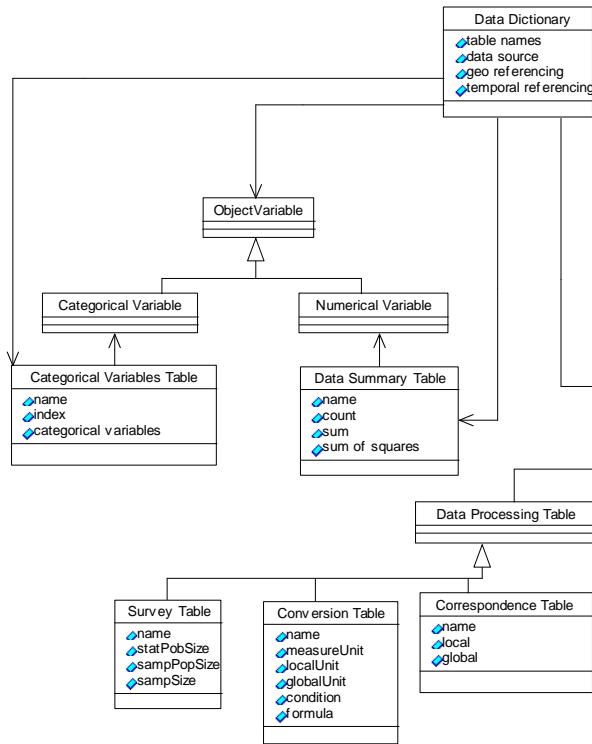 Data Dictionary
table names
data source
geo referencing
temporal referencing
ObjectVariable
Categorical Variable
Numerical Variable
Categorical Variables Table
name
index
categorical variables
Data Summary Table
name
count
sum
sum of squares
Data Processing Table
Survey Table
name
statPobSize
sampPopSize
sampSize
Conversion Table
name
measureUnit
localUnit
globalUnit
condition
formula
Correspondence Table
name
local
global